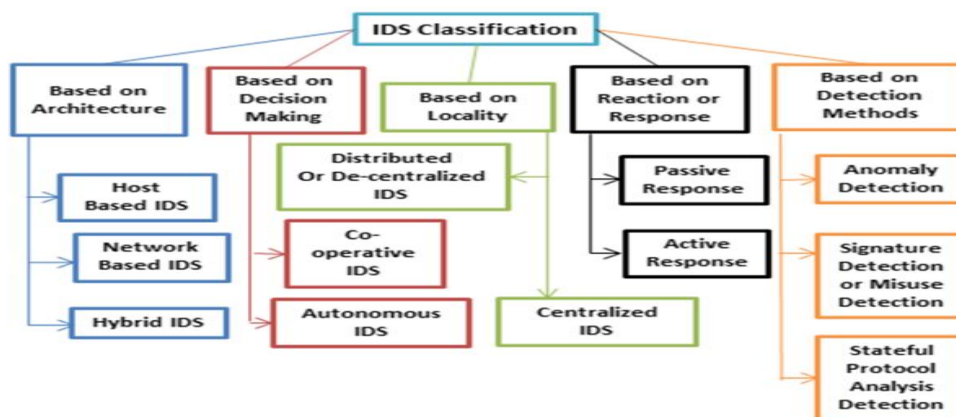 IDS Classification
Based on
Architecture
Based on
Decision
Making
Based on
Locality
Based on
Reaction or
Response
Based on
Detection
Methods
Host
Based IDS
Network
Based IDS
Hybrid IDS
Co-
operative
IDS
Autonomous
IDS
Distributed
Or De-centralized
IDS
Centralized
IDS
Passive
Response
Active
Response
Anomaly
Detection
Signature
Detection
or Misuse
Detection
Stateful
Protocol
Analysis
Detection